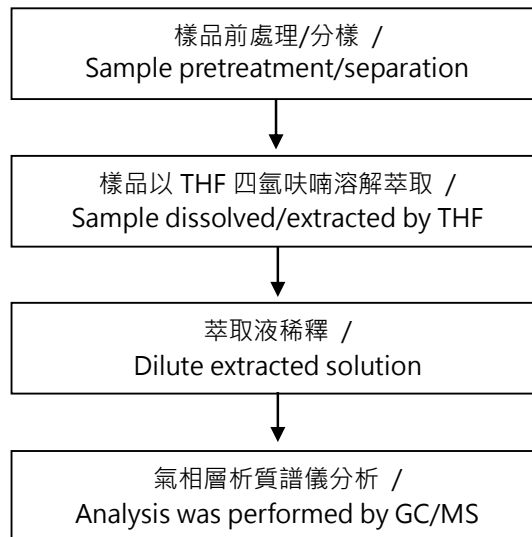 樣品前處理/分樣 /
Sample pretreatment/separation
樣品以 THF 四氫呋喃溶解萃取 /
Sample dissolved/extracted by THF
萃取液稀釋 /
Dilute extracted solution
氣相層析質譜儀分析 /
Analysis was performed by GC/MS